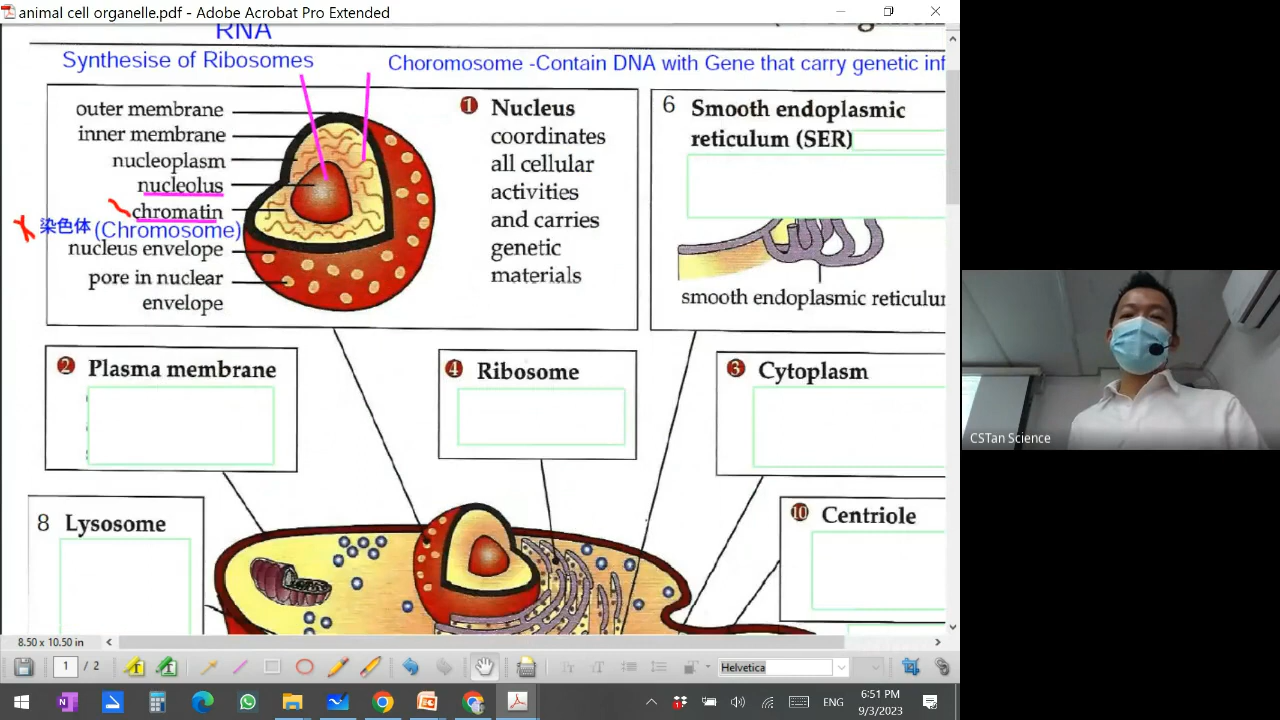 animal cell organelle.pdf - Adobe Acrobat Pro Extended
RNA
Synthesise of Ribosomes
Choromosome -Contain DNA with Gene that carry genetic inf
outer membrane
inner membrane
nucleoplasm
nucleolus
chromatin
染色体(Chromosome)
nucleus envelope
pore in nuclear
envelope
1 Nucleus
coordinates
all cellular
activities
and carries
genetic
materials
6 Smooth endoplasmic
reticulum (SER)
smooth endoplasmic reticulur
2 Plasma membrane
4 Ribosome
3 Cytoplasm
8 Lysosome
10 Centriole
CSTan Science
8.50 x 10.50 in
1 / 2
Helvetica
ENG
6:51 PM
9/3/2023